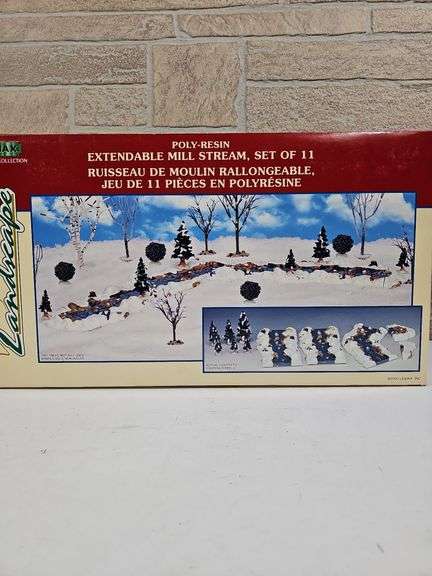 COLLECTION
Landscape
POLY-RESIN
EXTENDABLE MILL STREAM, SET OF 11
RUISSEAU DE MOULIN RALLONGEABLE,
JEU DE 11 PIÈCES EN POLYRÉSINE